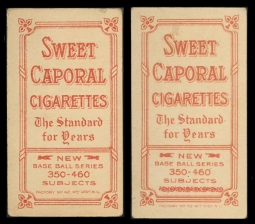 SWEET
CAPORAL
CIGARETTES
The Standard
for Years
NEW
BASE BALL SERIES
350-460
SUBJECTS
SWEET
CAPORAL
CIGARETTES
The Standard
for Years
NEW
BASE BALL SERIES
350-460
SUBJECTS